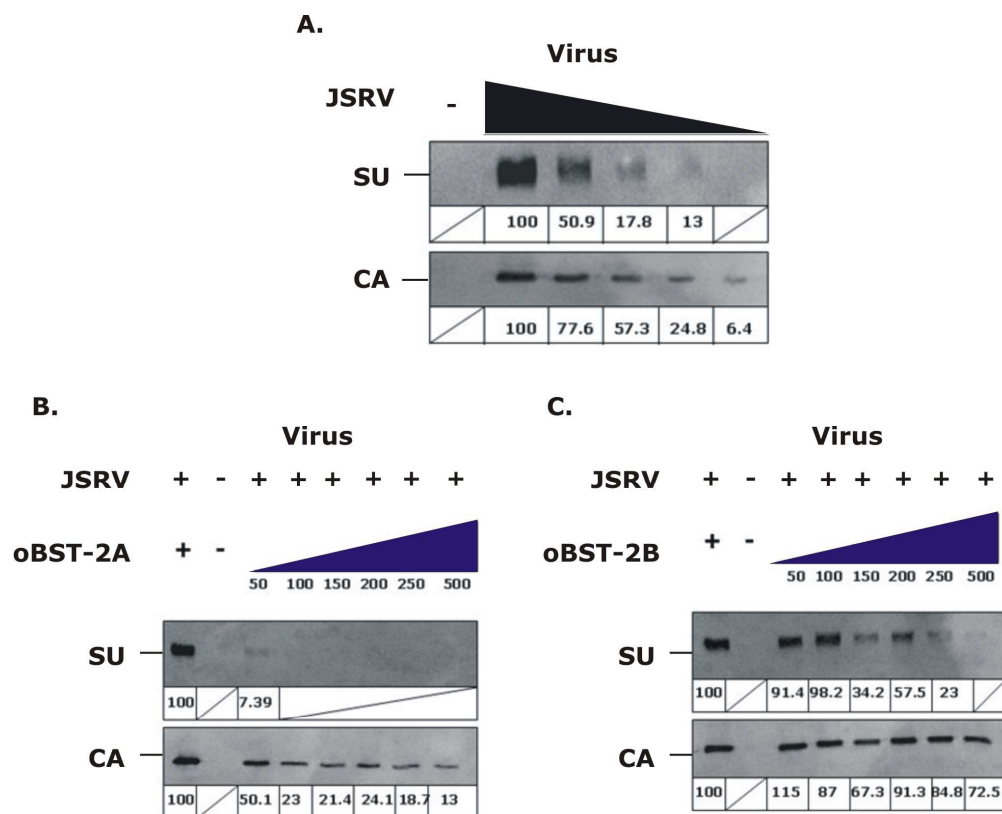 A.
Virus
JSRV -
SU
100 50.9 17.8 13
CA
100 77.6 57.3 24.8 6.4
B.
Virus
JSRV + - + + + + + +
oBST-2A + -
50 100 150 200 250 500
SU
100 7.39
CA
100 50.1 23 21.4 24.1 18.7 13
C.
Virus
JSRV + - + + + + + +
oBST-2B + -
50 100 150 200 250 500
SU
100 91.4 98.2 34.2 57.5 23
CA
100 115 87 67.3 91.3 84.8 72.5